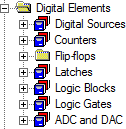 Digital Elements
Digital Sources
Counters
Flip-flops
Latches
Logic Blocks
Logic Gates
ADC and DAC